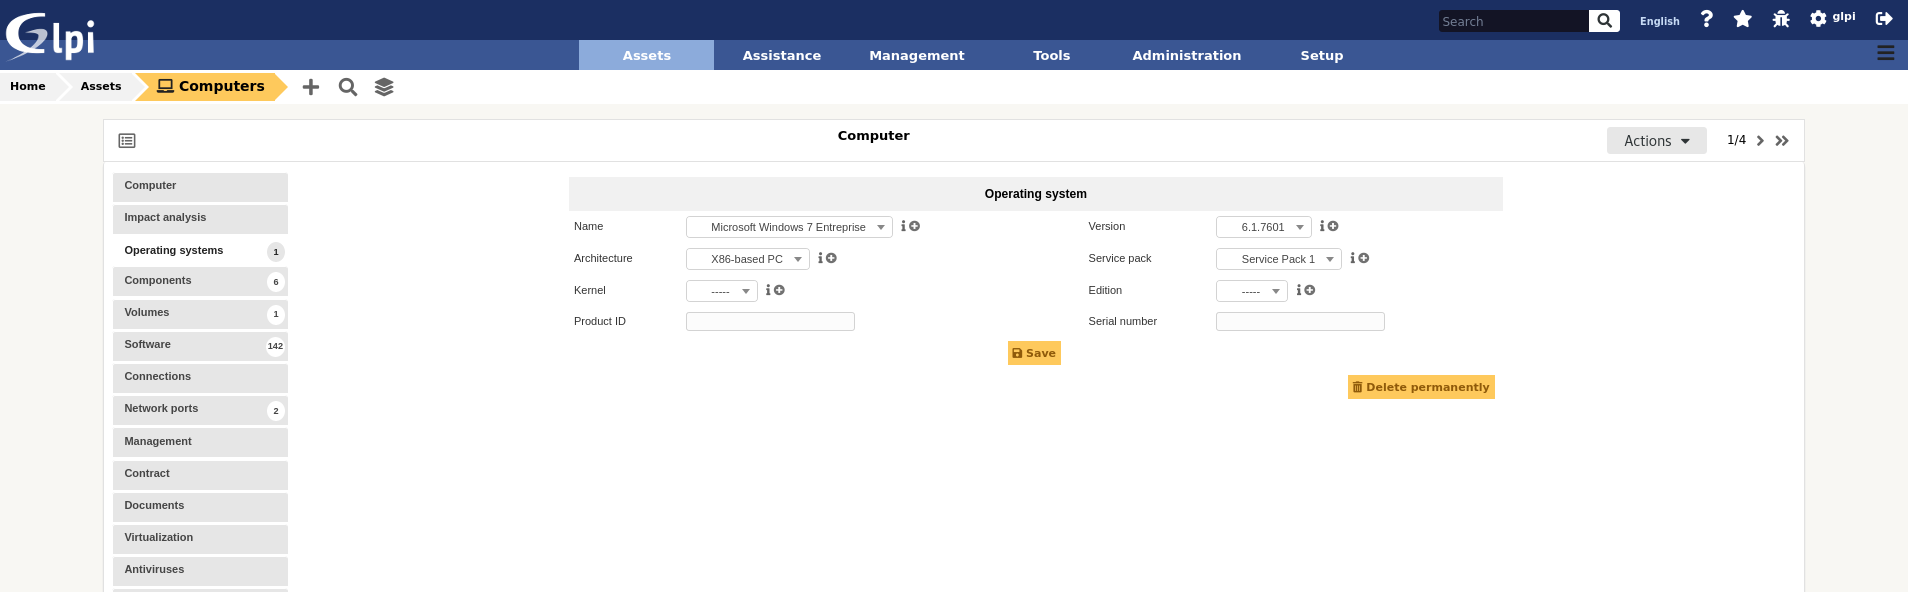 Glpi
Search
English
glpi
Assets Assistance Management Tools Administration Setup
Home Assets Computers
Computer
Actions 1/4
Computer
Impact analysis
Operating systems 1
Components 6
Volumes 1
Software 142
Connections
Network ports 2
Management
Contract
Documents
Virtualization
Antiviruses
Operating system
Name Microsoft Windows 7 Entreprise Version 6.1.7601
Architecture X86-based PC Service pack Service Pack 1
Kernel ----- Edition -----
Product ID Serial number
Save
Delete permanently